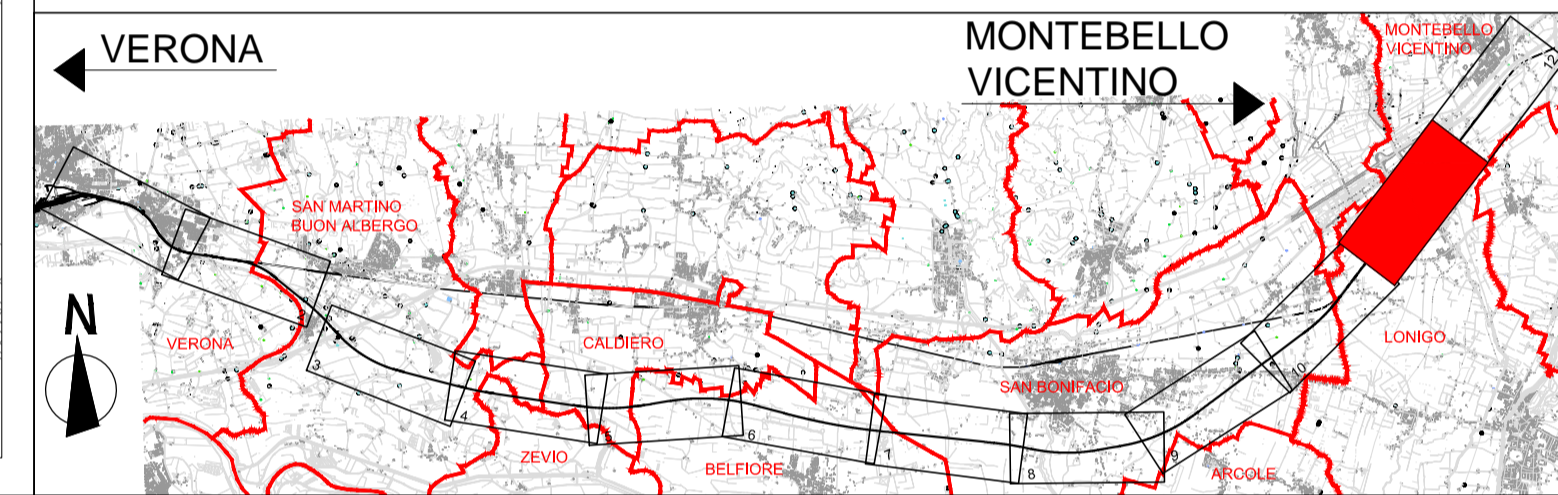 VERONA
MONTEBELLO
VICENTINO
MONTEBELLO
VICENTINO
12
SAN MARTINO
BUON ALBERGO
N
VERONA
CALDIERO
LONIGO
SAN BONIFACIO
3
10
4
5
6
7
8
9
ZEVIO
BELFIORE
ARCOLE